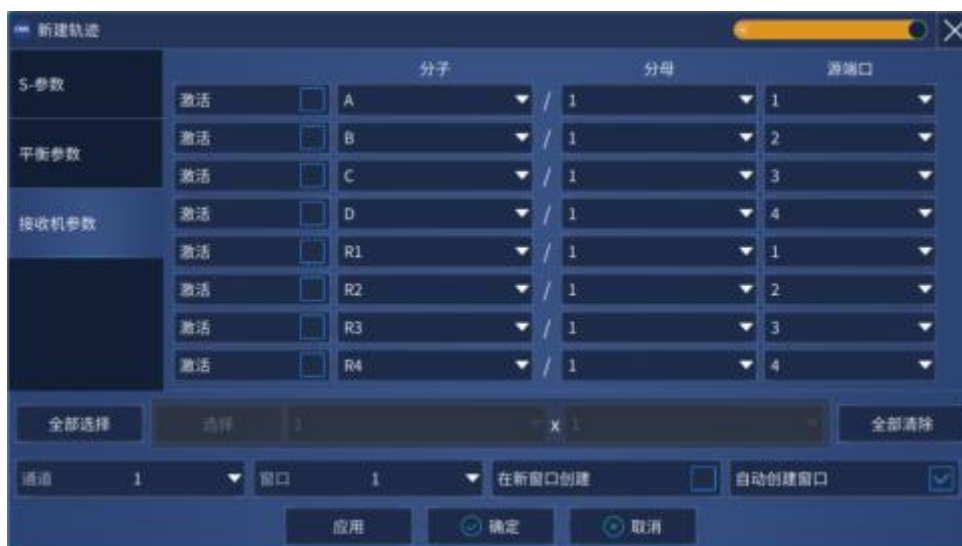 新建轨迹
S-参数
平衡参数
接收机参数
分子 分母 源端口
激活 A / 1 1
激活 B / 1 2
激活 C / 1 3
激活 D / 1 4
激活 R1 / 1 1
激活 R2 / 1 2
激活 R3 / 1 3
激活 R4 / 1 4
全部选择 选择 1 x 1 全部清除
通道 1 窗口 1 在新窗口创建 自动创建窗口
应用 确定 取消